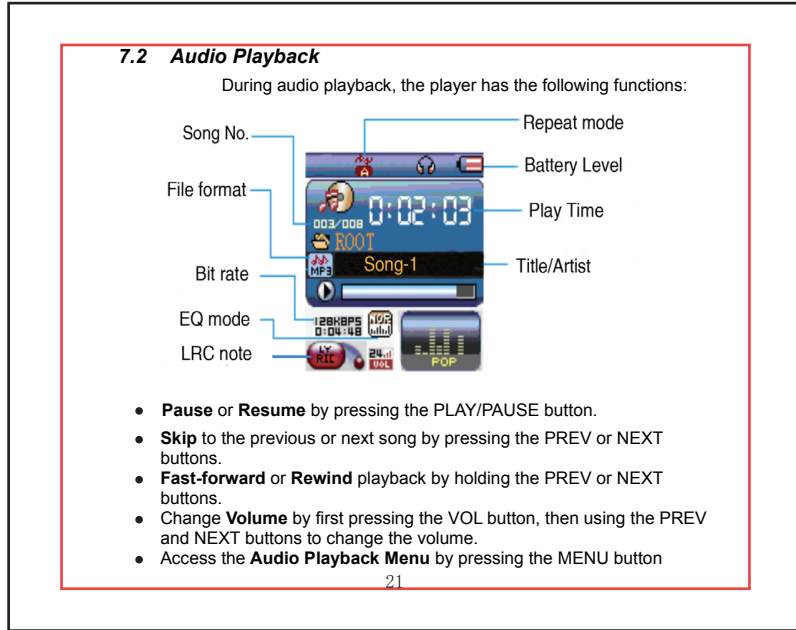 7.2 Audio Playback
During audio playback, the player has the following functions:
Repeat mode
Song No.
Battery Level
A
File format
0:02:03
Play Time
003/008
ROOT
MP3
Song-1
Title/Artist
Bit rate
128KBPS
NOR
0:04:48
EQ mode
LRC note
LYRIC
24
VOL
POP
● Pause or Resume by pressing the PLAY/PAUSE button.
● Skip to the previous or next song by pressing the PREV or NEXT
buttons.
● Fast-forward or Rewind playback by holding the PREV or NEXT
buttons.
● Change Volume by first pressing the VOL button, then using the PREV
and NEXT buttons to change the volume.
● Access the Audio Playback Menu by pressing the MENU button
21